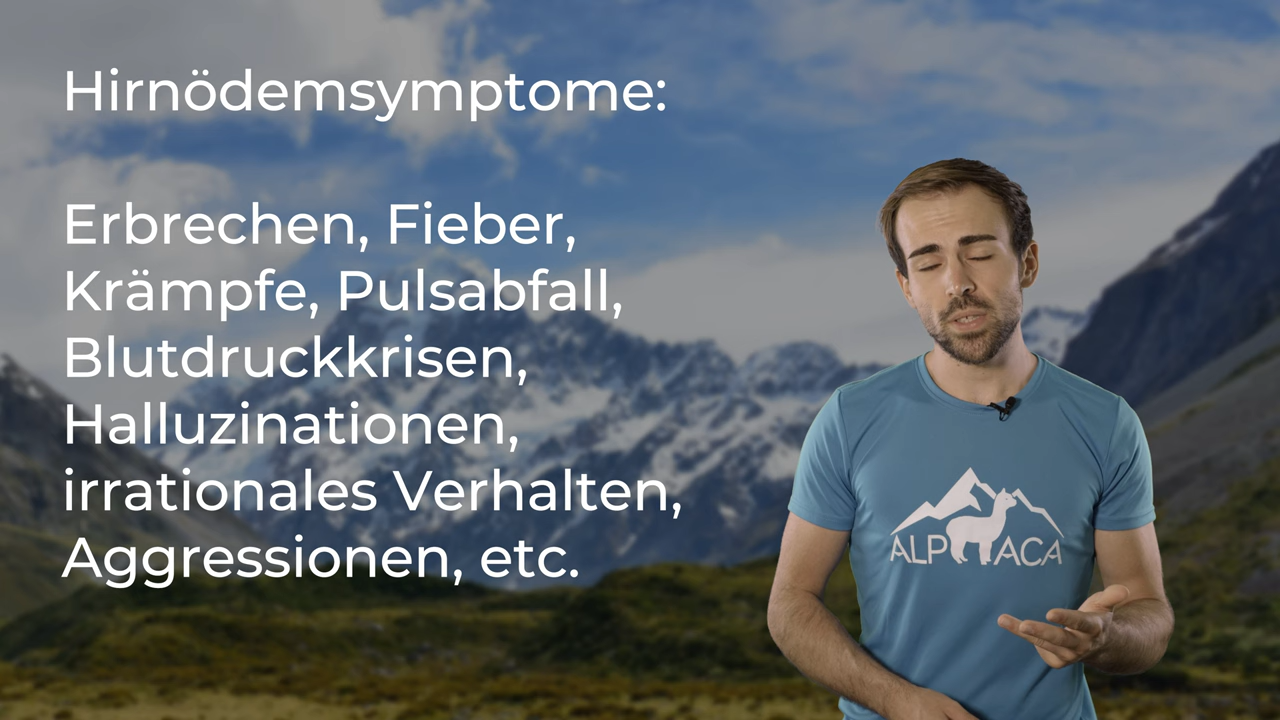 Hirnödemsymptome:
Erbrechen, Fieber,
Krämpfe, Pulsabfall,
Blutdruckkrisen,
Halluzinationen,
irrationales Verhalten,
Aggressionen, etc.
ALPACA